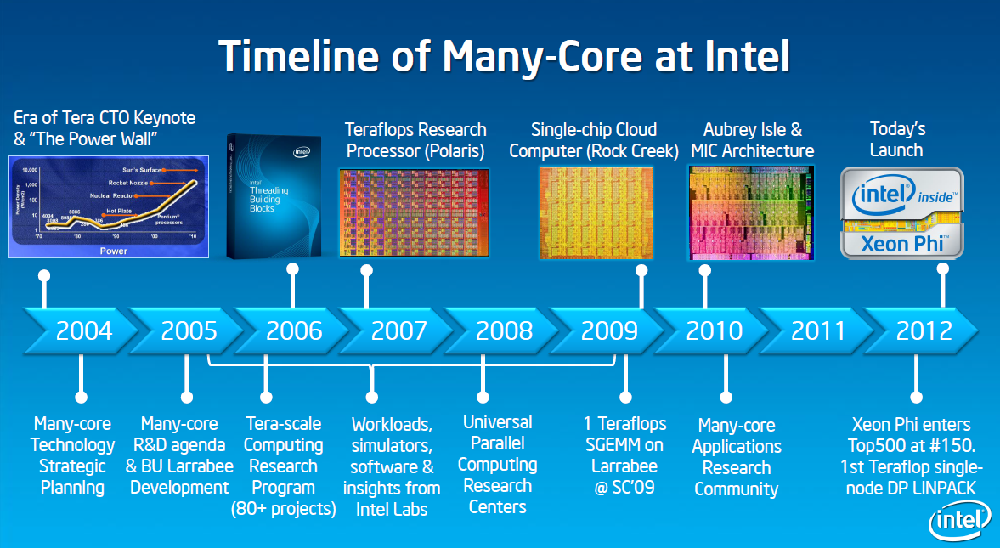 Timeline of Many-Core at Intel
Era of Tera CTO Keynote
& "The Power Wall"
10,000
1,000
100
10
1
Power Density
Sun's Surface
Rocket Nozzle
Nuclear Reactor
Hot Plate
4004
8008
8080
8085
8086
286
386
486
Pentium®
processors
'70
'80
'90
'00
'10
Power
intel
Intel
Threading
Building
Blocks
Teraflops Research
Processor (Polaris)
Single-chip Cloud
Computer (Rock Creek)
Aubrey Isle &
MIC Architecture
Today's
Launch
intel inside™
Xeon Phi™
2004
2005
2006
2007
2008
2009
2010
2011
2012
Many-core
Technology
Strategic
Planning
Many-core
R&D agenda
& BU Larrabee
Development
Tera-scale
Computing
Research
Program
(80+ projects)
Workloads,
simulators,
software &
insights from
Intel Labs
Universal
Parallel
Computing
Research
Centers
1 Teraflops
SGEMM on
Larrabee
@ SC'09
Many-core
Applications
Research
Community
Xeon Phi enters
Top500 at #150.
1st Teraflop single-
node DP LINPACK
intel